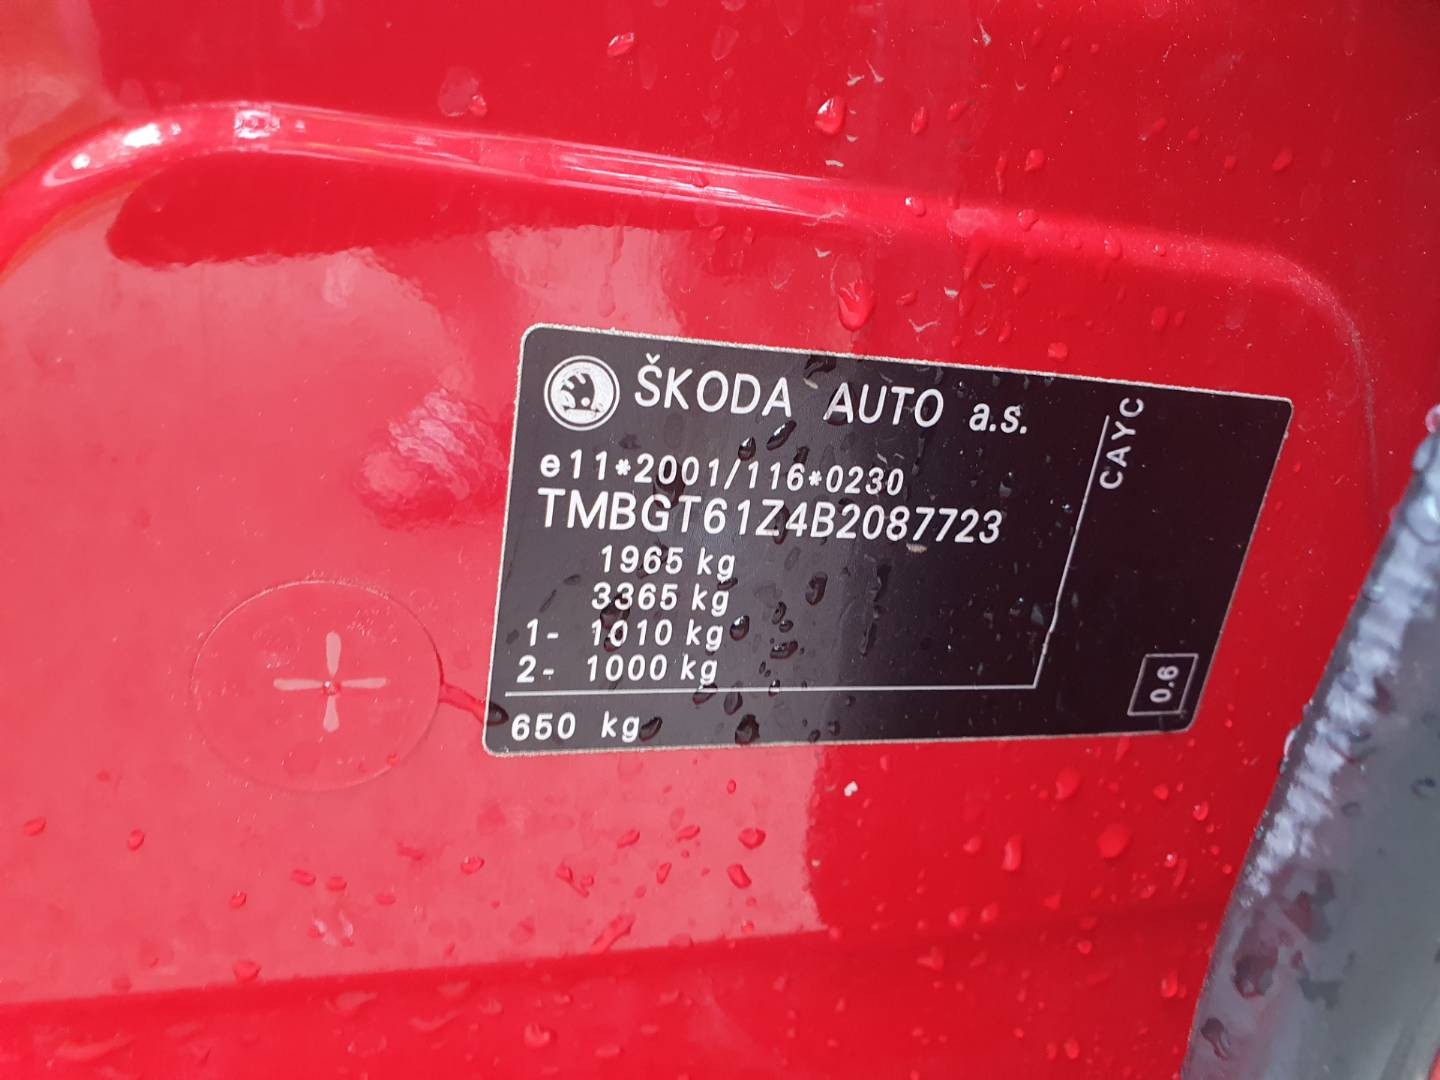 ŠKODA AUTO a.s.
e11*2001/116*0230
TMBGT61Z4B2087723
1965 kg
3365 kg
1- 1010 kg
2- 1000 kg
650 kg
CAYC
0.6